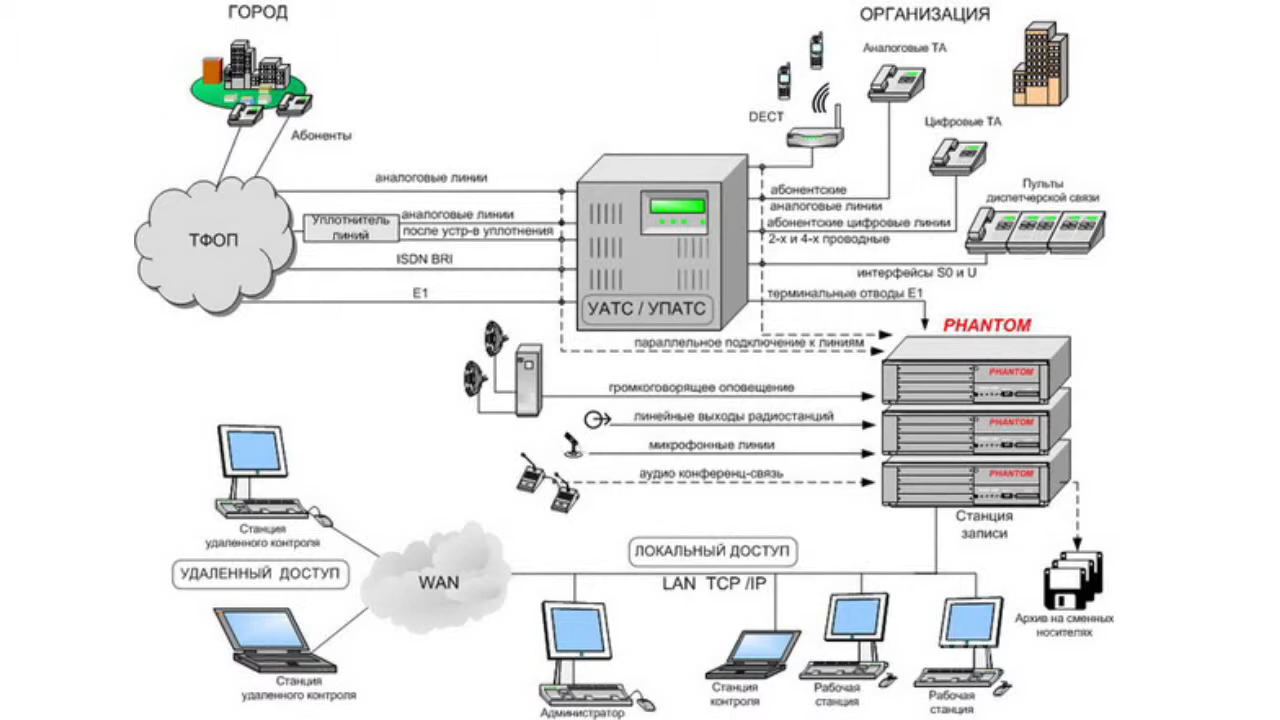 ГОРОД
ОРГАНИЗАЦИЯ
Аналоговые ТА
DECT
Цифровые ТА
Абоненты
аналоговые линии
абонентские
аналоговые линии
Пульты
диспетчерской связи
Уплотнитель
линий
аналоговые линии
после устр-в уплотнения
абонентские цифровые линии
2-х и 4-х проводные
ТФОП
ISDN BRI
интерфейсы S0 и U
E1
терминальные отводы E1
УАТС / УПАТС
PHANTOM
параллельное подключение к линиям
PHANTOM
громкоговорящее оповещение
линейные выходы радиостанций
PHANTOM
микрофонные линии
аудио конференц-связь
PHANTOM
Станция
записи
Станция
удаленного контроля
ЛОКАЛЬНЫЙ ДОСТУП
УДАЛЕННЫЙ ДОСТУП
WAN
LAN TCP /IP
Архив на сменных
носителях
Станция
удаленного контроля
Администратор
Станция
контроля
Рабочая
станция
Рабочая
станция